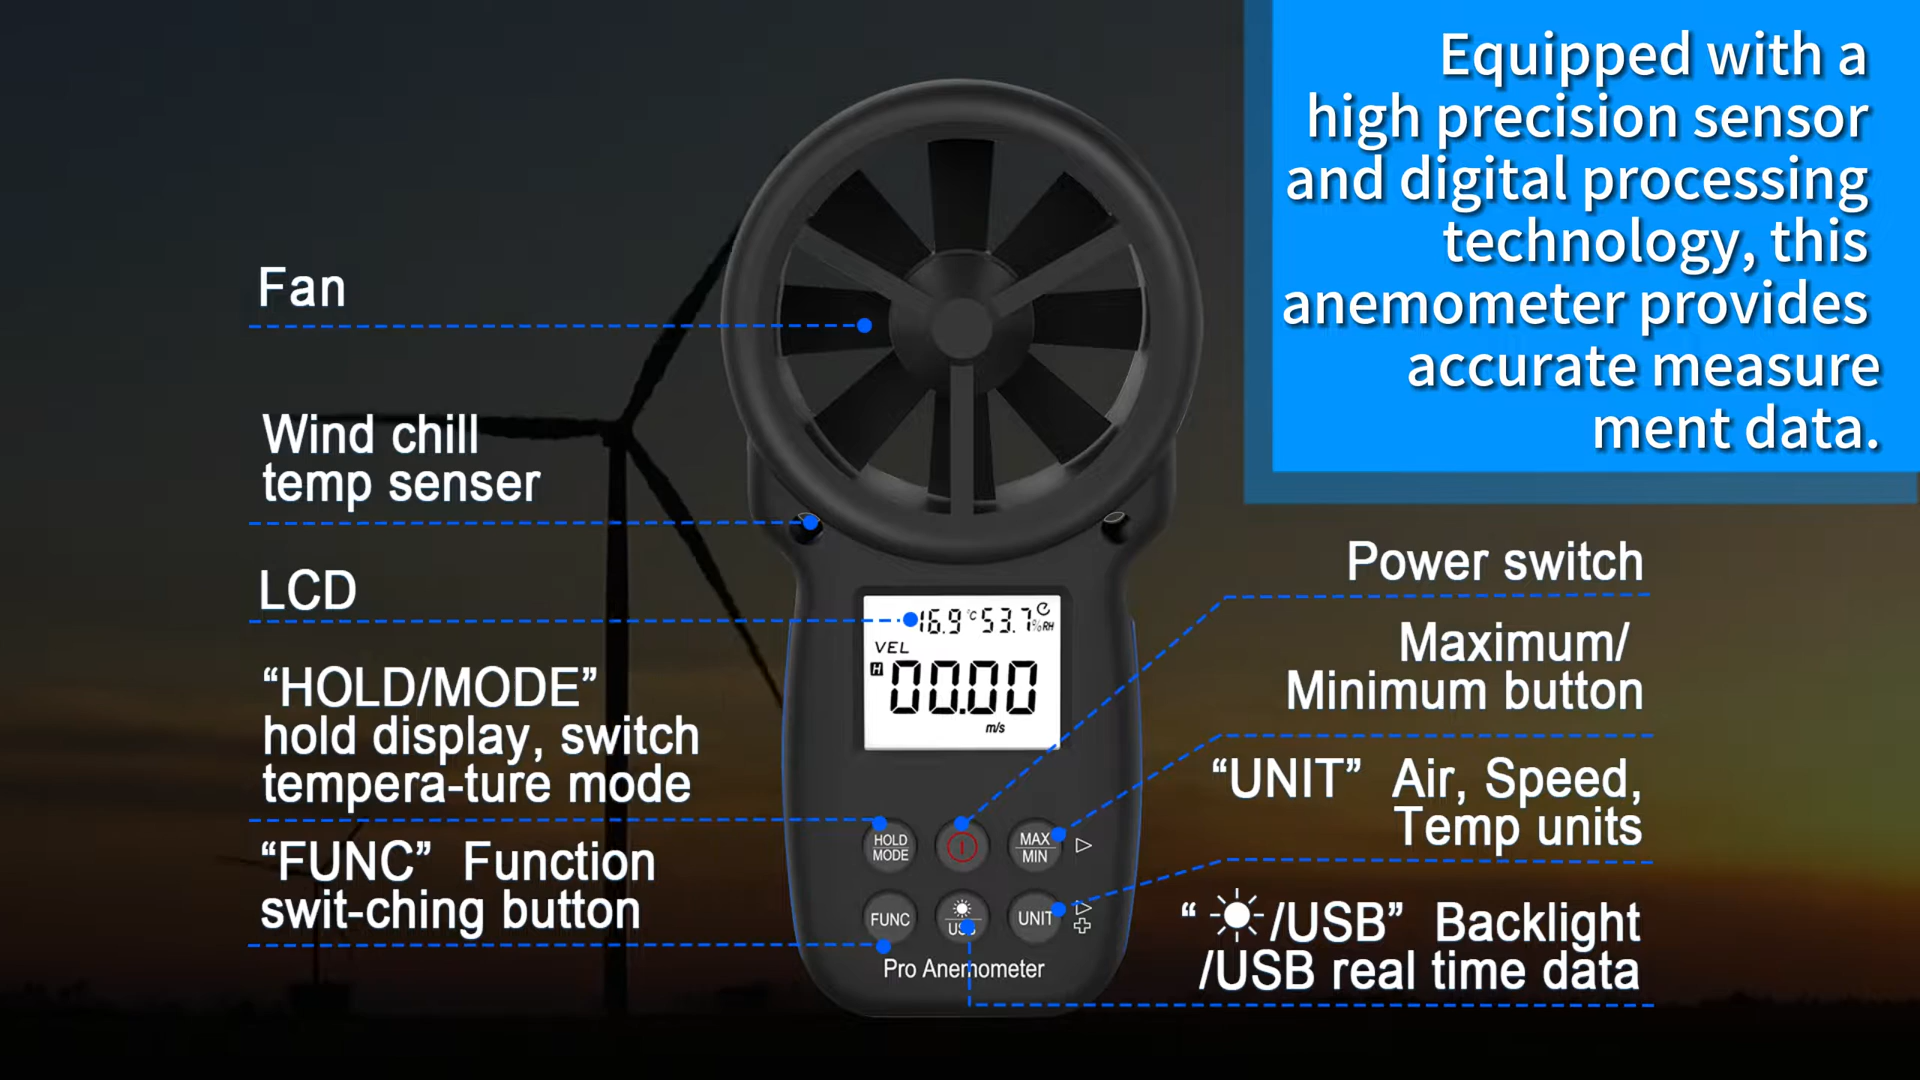 Equipped with a
high precision sensor
and digital processing
technology, this
anemometer provides
accurate measure
ment data.
Fan
Wind chill
temp senser
LCD
“HOLD/MODE”
hold display, switch
tempera-ture mode
“FUNC” Function
swit-ching button
16.9 °C 53.7 %RH
VEL
H 00.00
m/s
HOLD
MODE
MAX
MIN
FUNC
USB
UNIT
Pro Anemometer
Power switch
Maximum/
Minimum button
“UNIT” Air, Speed,
Temp units
“ ☀/USB” Backlight
/USB real time data